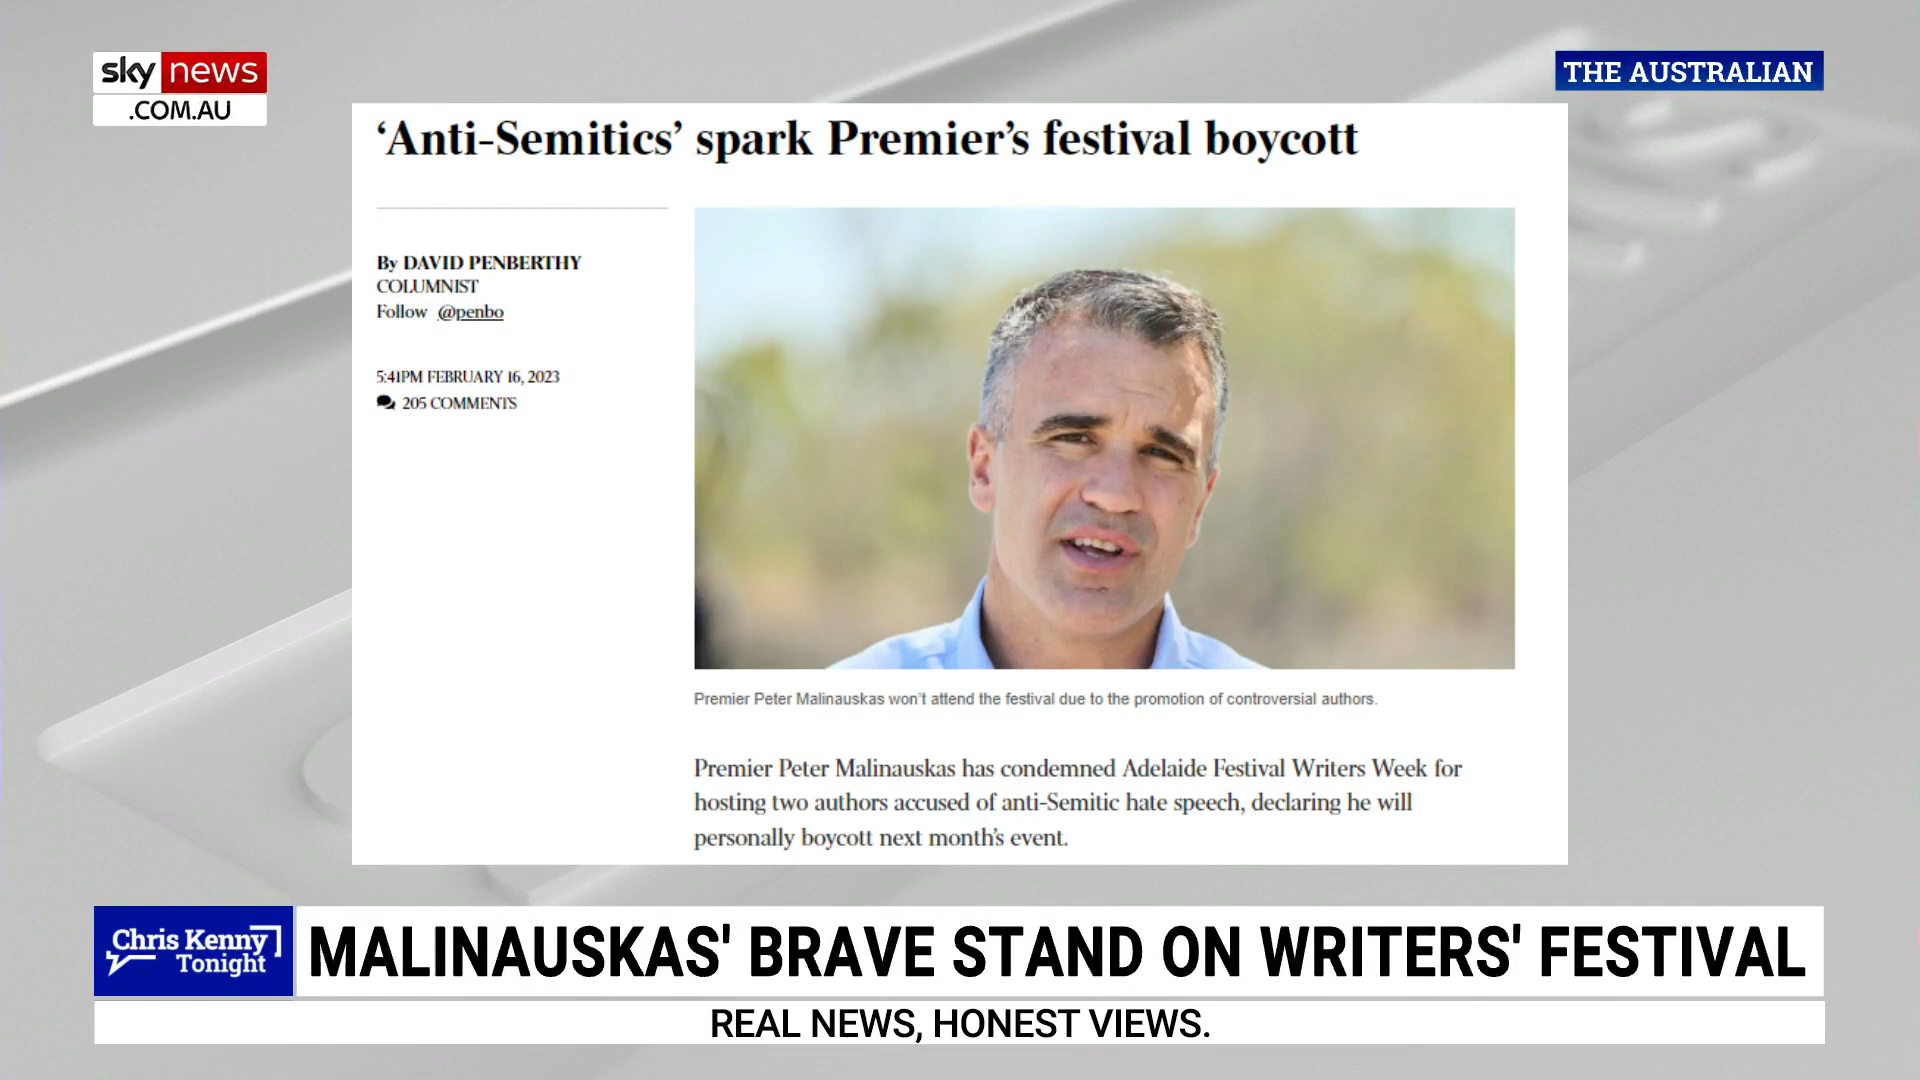 sky news
.COM.AU
THE AUSTRALIAN
‘Anti-Semitics’ spark Premier’s festival boycott
By DAVID PENBERTHY
COLUMNIST
Follow @penbo
5:41PM FEBRUARY 16, 2023
205 COMMENTS
Premier Peter Malinauskas won’t attend the festival due to the promotion of controversial authors.
Premier Peter Malinauskas has condemned Adelaide Festival Writers Week for
hosting two authors accused of anti-Semitic hate speech, declaring he will
personally boycott next month’s event.
Chris Kenny
Tonight
MALINAUSKAS' BRAVE STAND ON WRITERS' FESTIVAL
REAL NEWS, HONEST VIEWS.